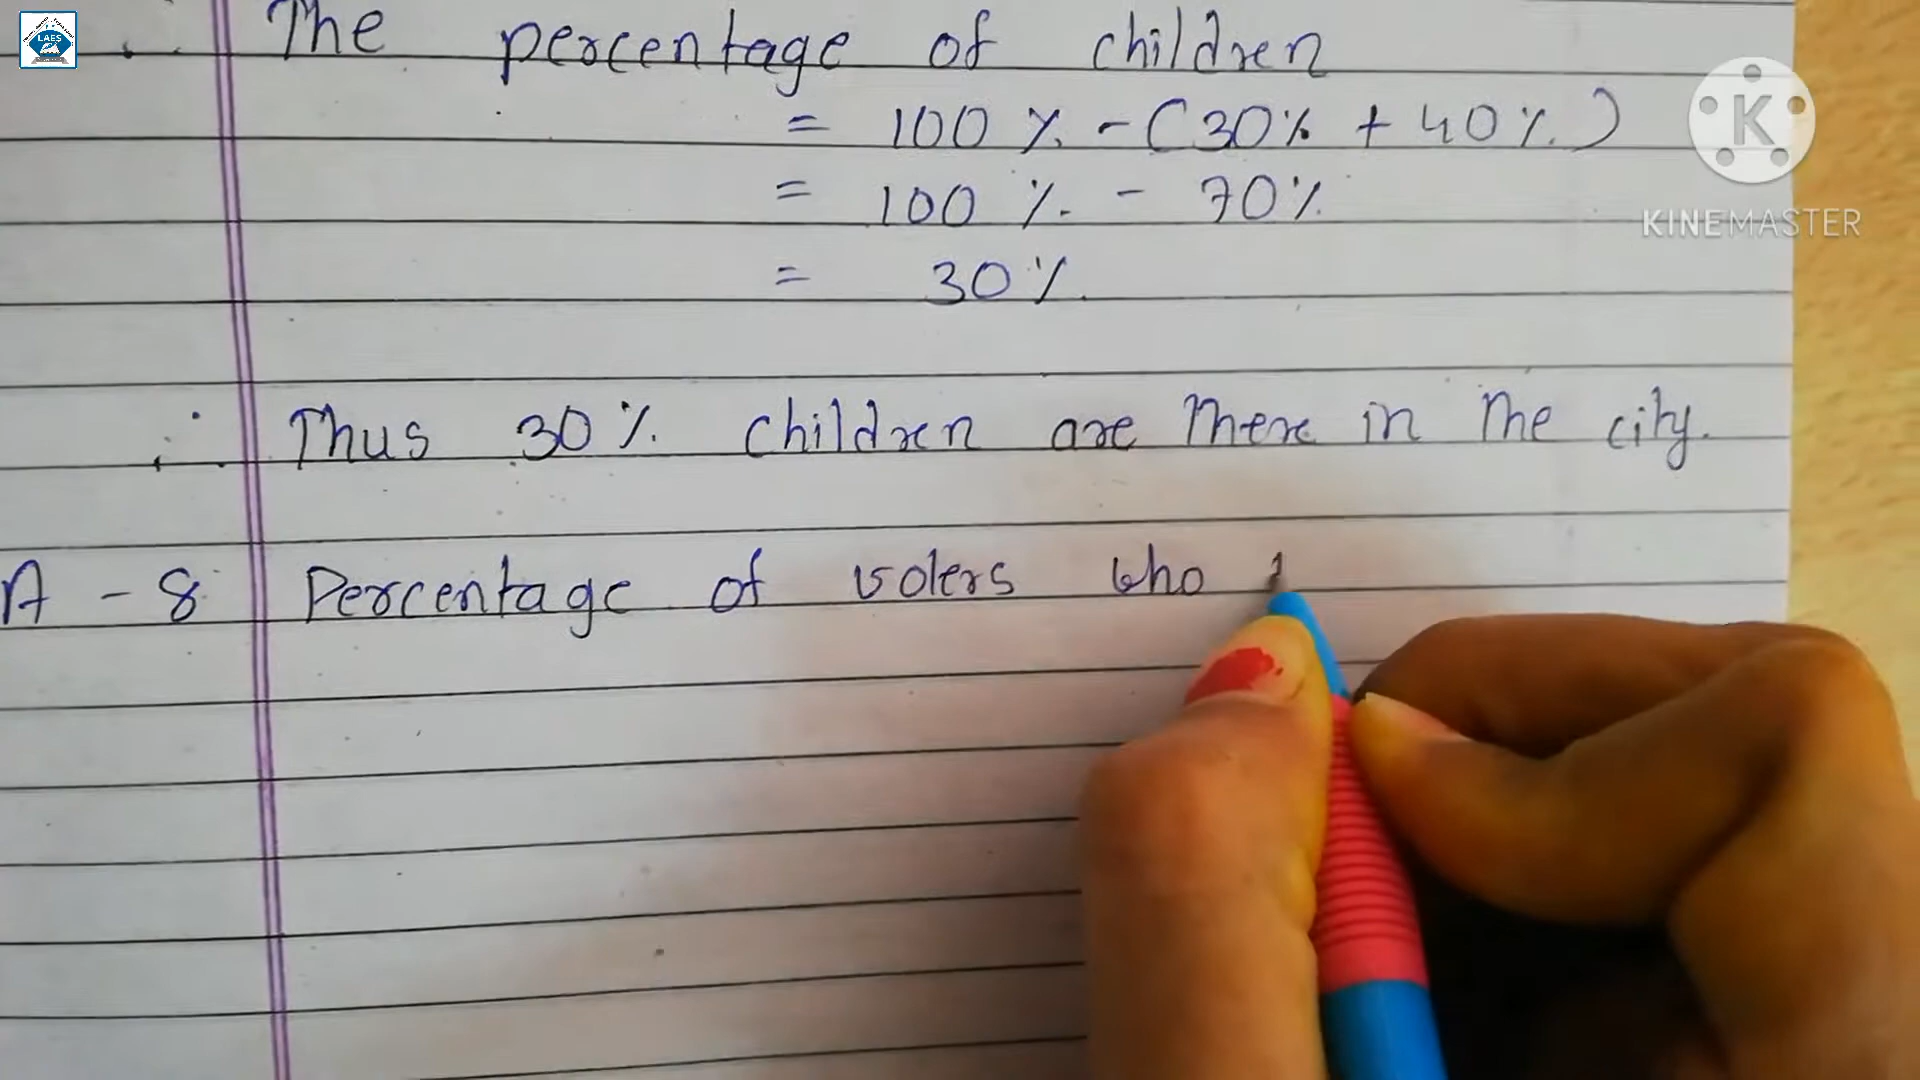 LAES
The percentage of children
= 100 % - (30% + 40%)
= 100 % - 70%
= 30%
K
KINEMASTER
∴ Thus 30% children are there in the city.
A - 8 Percentage of voters who